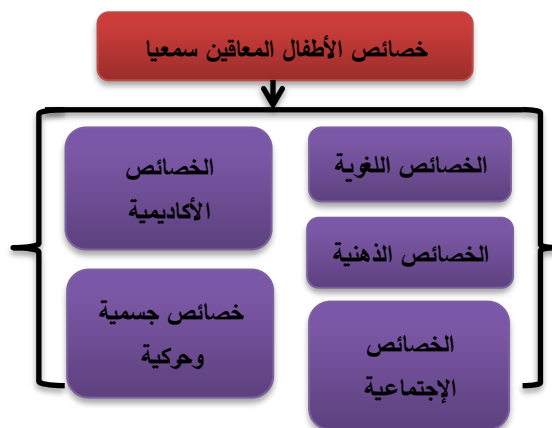 خصائص الأطفال المعاقين سمعيا
الخصائص اللغوية
الخصائص الذهنية
الخصائص
الإجتماعية
الخصائص
الأكاديمية
خصائص جسمية
وحركية